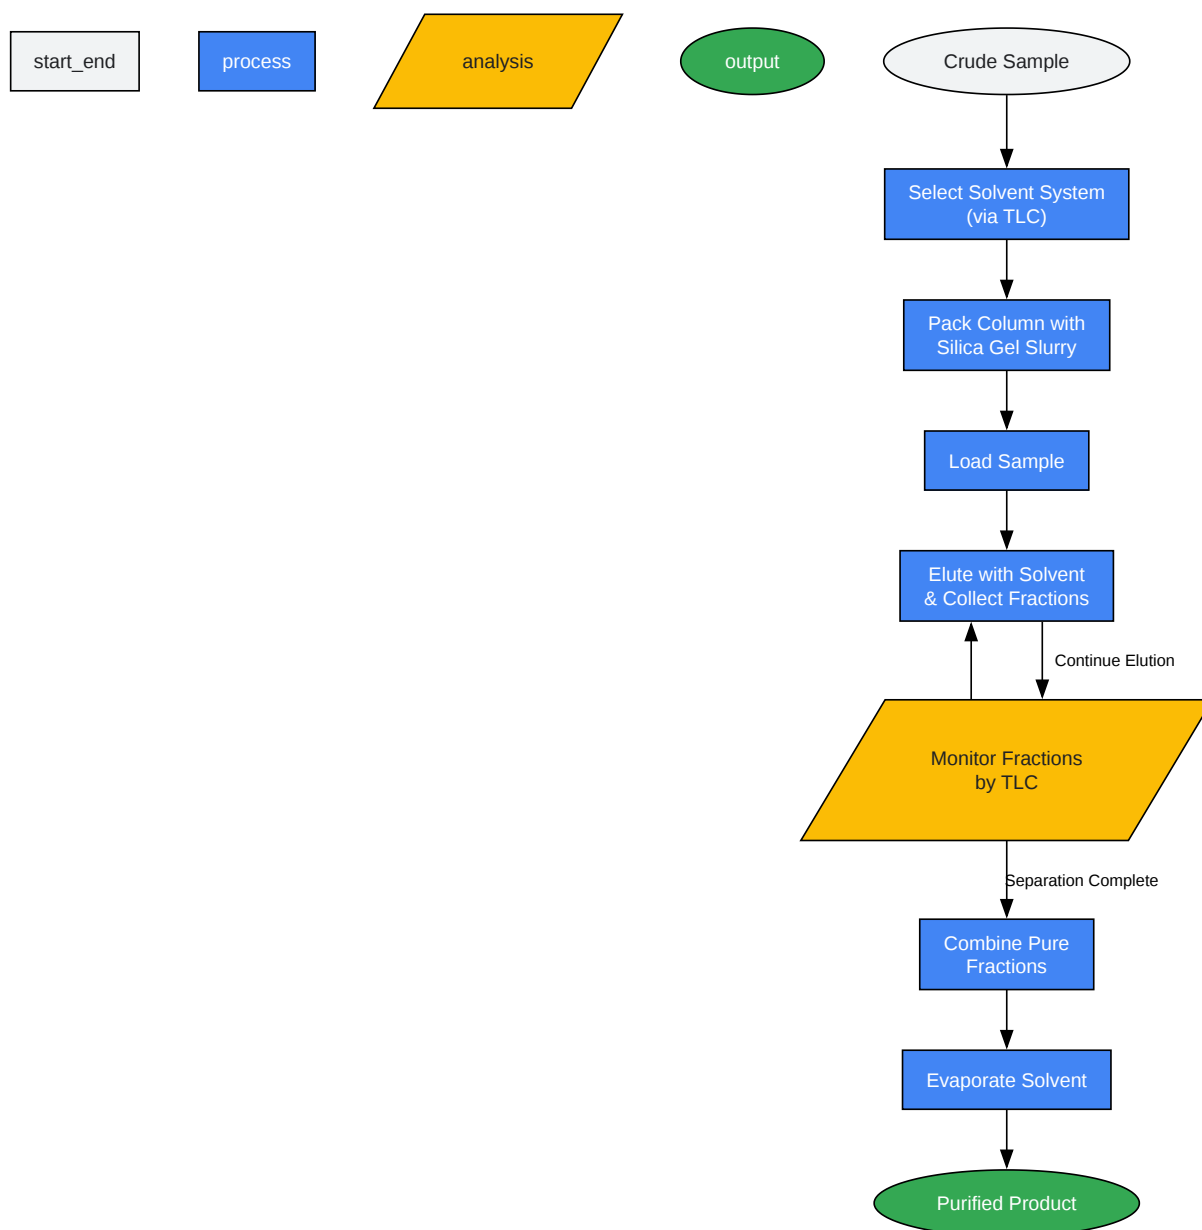 start_end
process
analysis
output
Crude Sample
Select Solvent System
(via TLC)
Pack Column with
Silica Gel Slurry
Load Sample
Elute with Solvent
& Collect Fractions
Continue Elution
Monitor Fractions
by TLC
Separation Complete
Combine Pure
Fractions
Evaporate Solvent
Purified Product